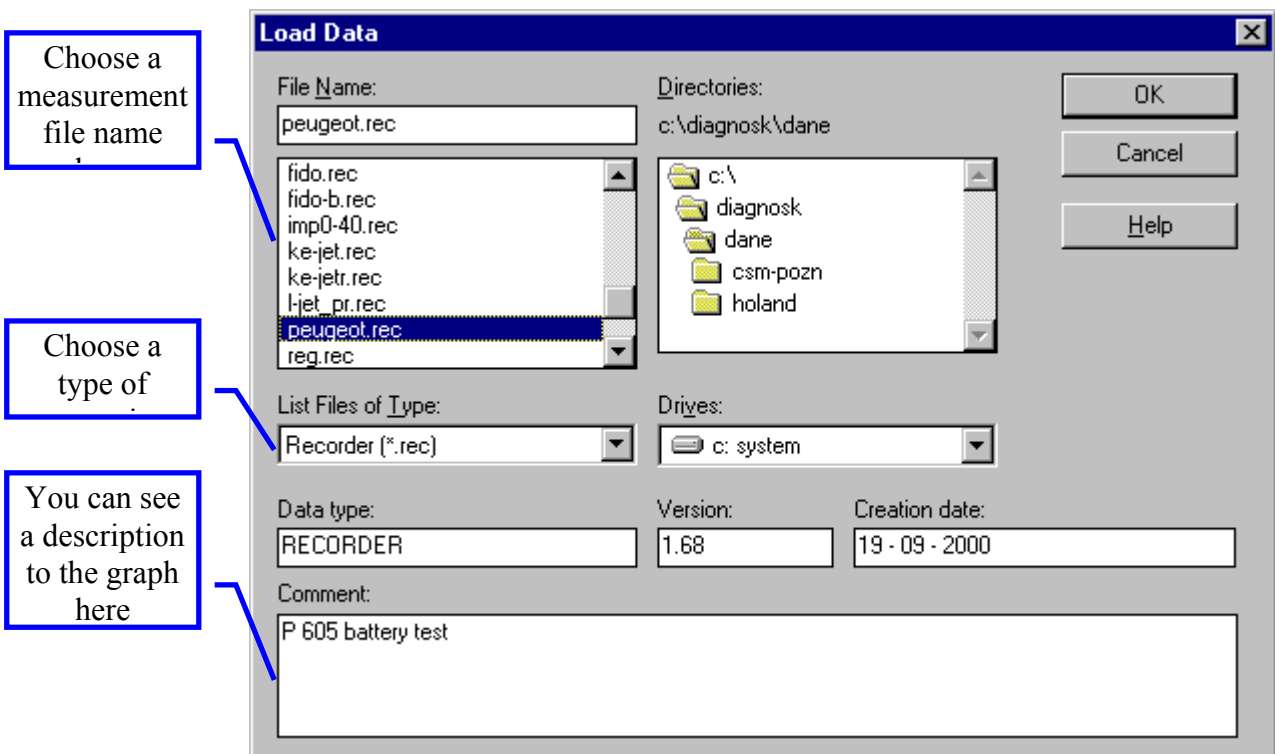 Load Data
Choose a
measurement
file name
File Name:
peugeot.rec
fido.rec
fido-b.rec
imp0-40.rec
ke-jet.rec
ke-jetr.rec
l-jet_pr.rec
peugeot.rec
reg.rec
Directories:
c:\diagnosk\dane
c:\
diagnosk
dane
csm-pozn
holand
OK
Cancel
Help
Choose a
type of
List Files of Type:
Recorder (*.rec)
Drives:
c: system
You can see
a description
to the graph
here
Data type:
RECORDER
Version:
1.68
Creation date:
19 - 09 - 2000
Comment:
P 605 battery test